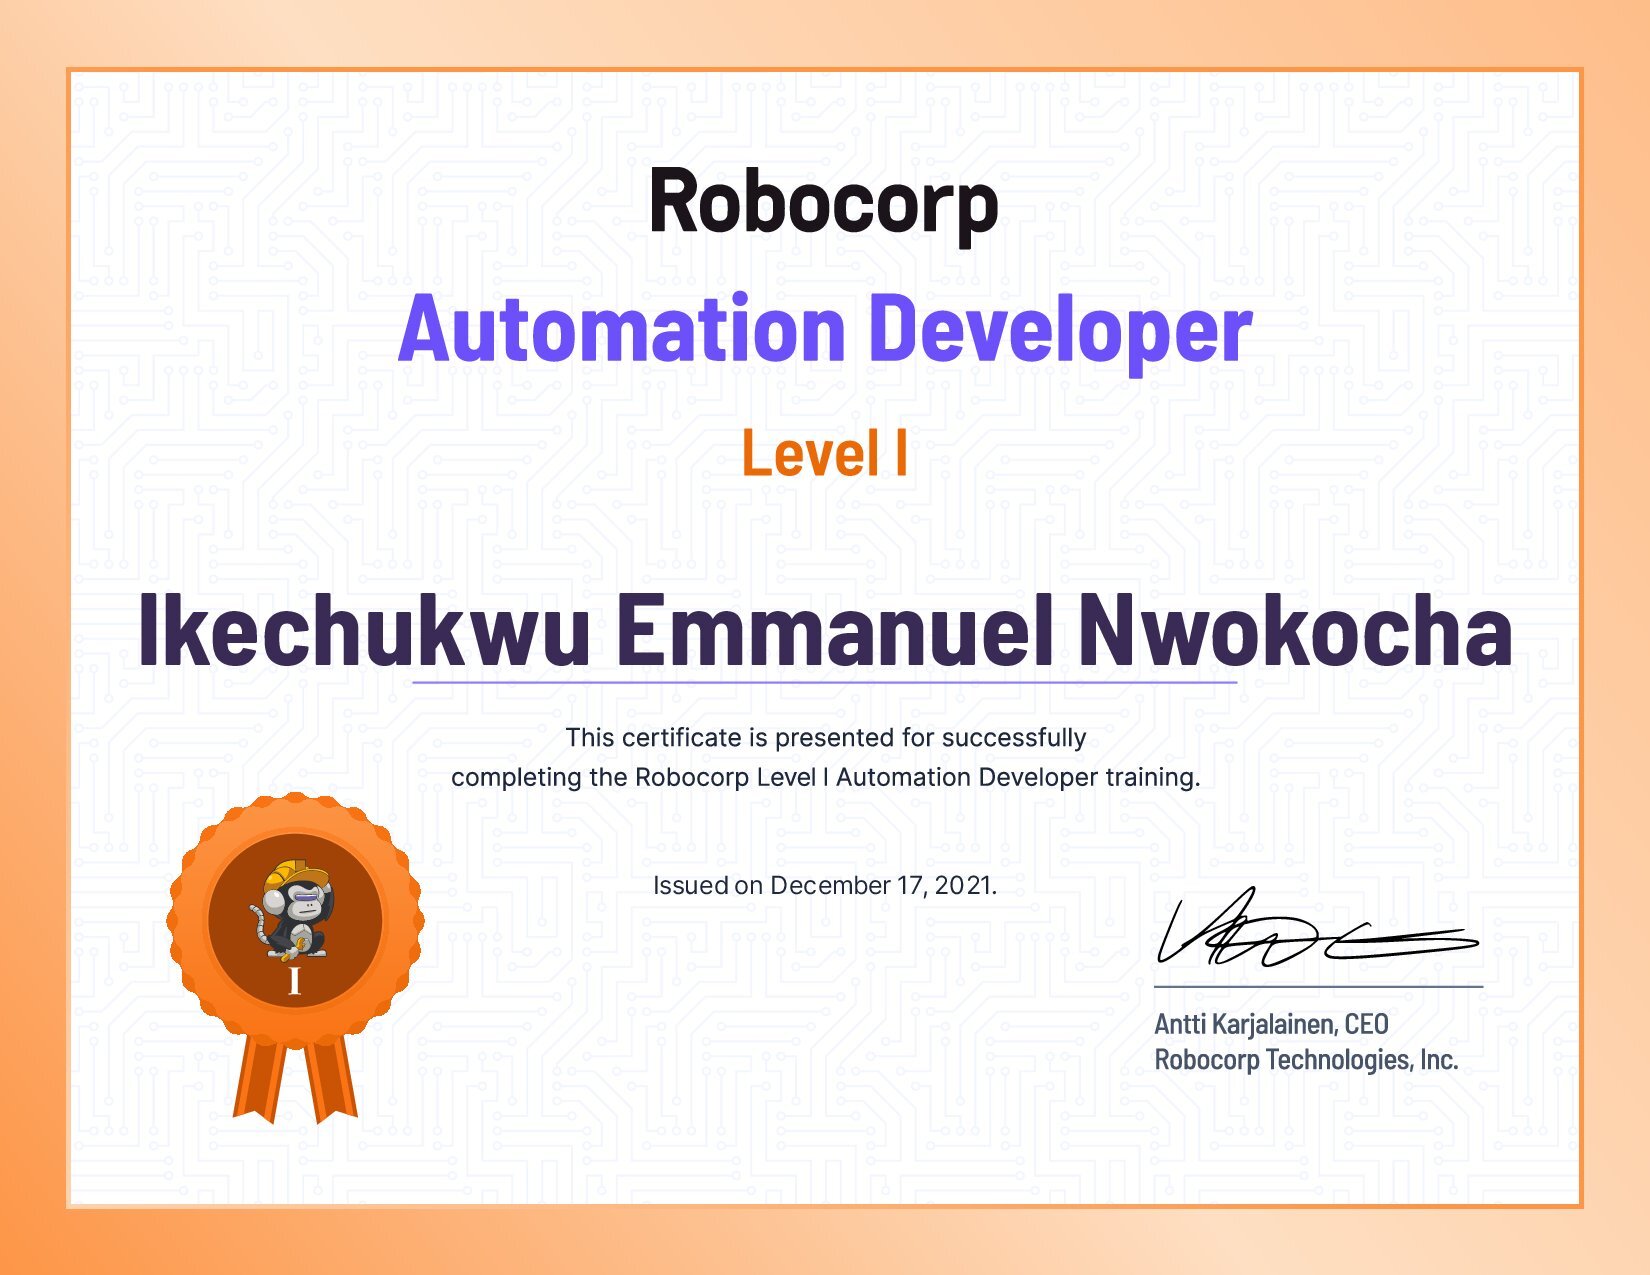 Robocorp
Automation Developer
Level I
Ikechukwu Emmanuel Nwokocha
This certificate is presented for successfully
completing the Robocorp Level I Automation Developer training.
Issued on December 17, 2021.
I
Antti Karjalainen, CEO
Robocorp Technologies, Inc.